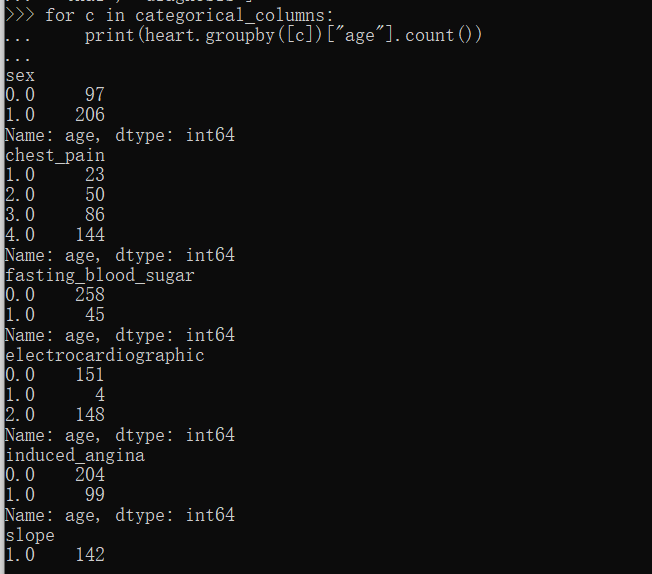 >>> for c in categorical_columns:
...     print(heart.groupby([c])["age"].count())
...
sex
0.0     97
1.0    206
Name: age, dtype: int64
chest_pain
1.0     23
2.0     50
3.0     86
4.0    144
Name: age, dtype: int64
fasting_blood_sugar
0.0    258
1.0     45
Name: age, dtype: int64
electrocardiographic
0.0    151
1.0      4
2.0    148
Name: age, dtype: int64
induced_angina
0.0    204
1.0     99
Name: age, dtype: int64
slope
1.0    142